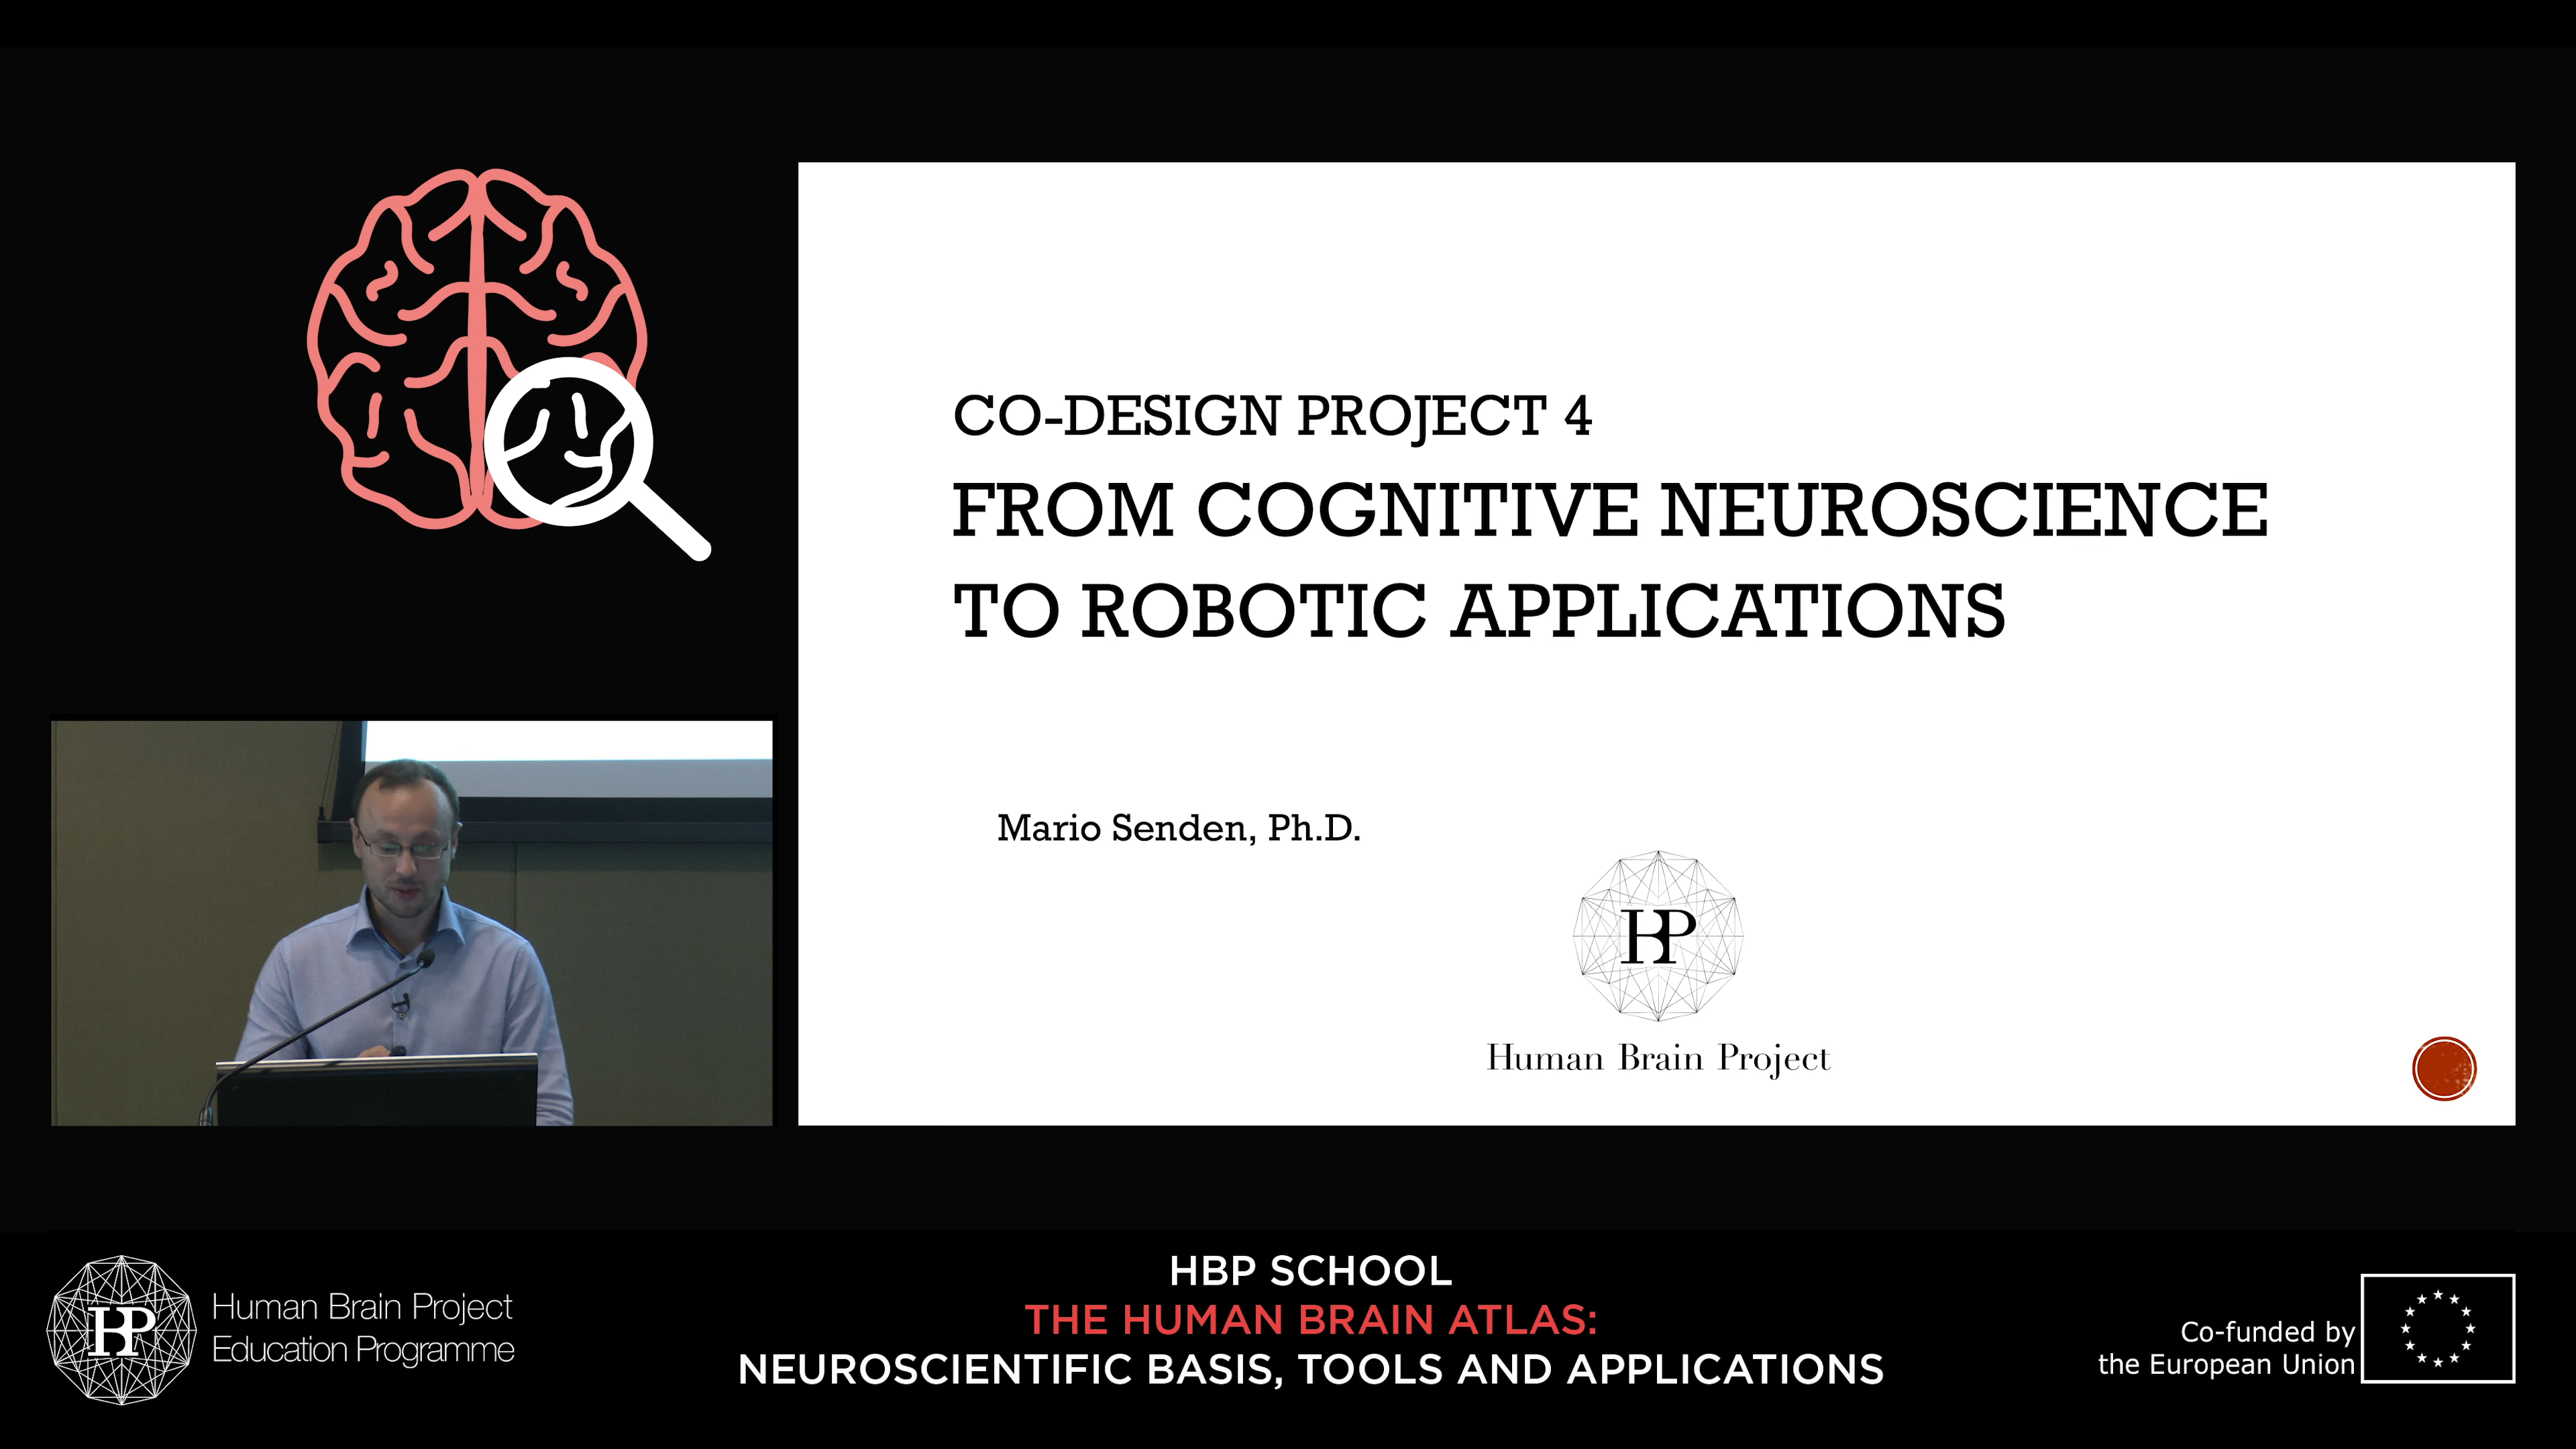 CO-DESIGN PROJECT 4
FROM COGNITIVE NEUROSCIENCE
TO ROBOTIC APPLICATIONS
Mario Senden, Ph.D.
HBP
Human Brain Project
HBP
Human Brain Project
Education Programme
HBP SCHOOL
THE HUMAN BRAIN ATLAS:
NEUROSCIENTIFIC BASIS, TOOLS AND APPLICATIONS
Co-funded by
the European Union